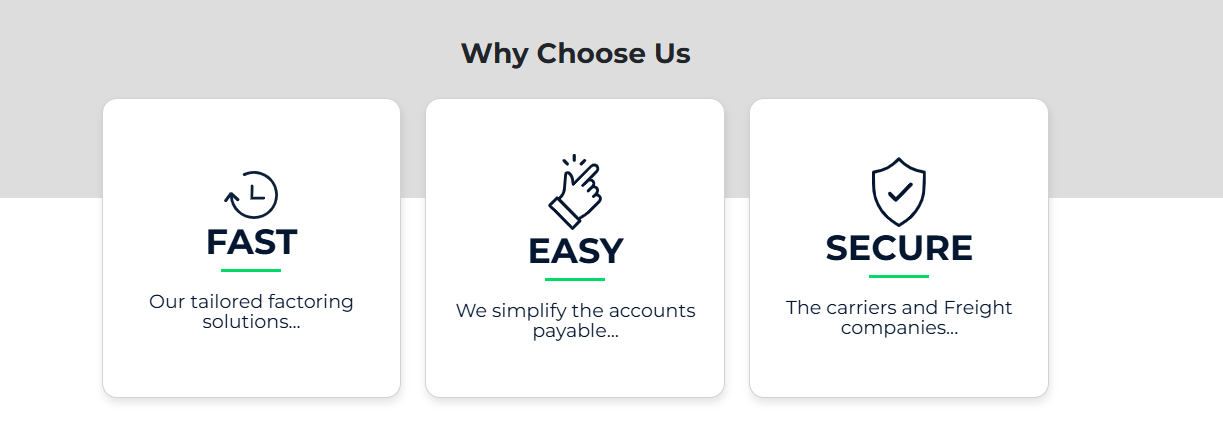 Why Choose Us
FAST
Our tailored factoring
solutions...
EASY
We simplify the accounts
payable...
SECURE
The carriers and Freight
companies...